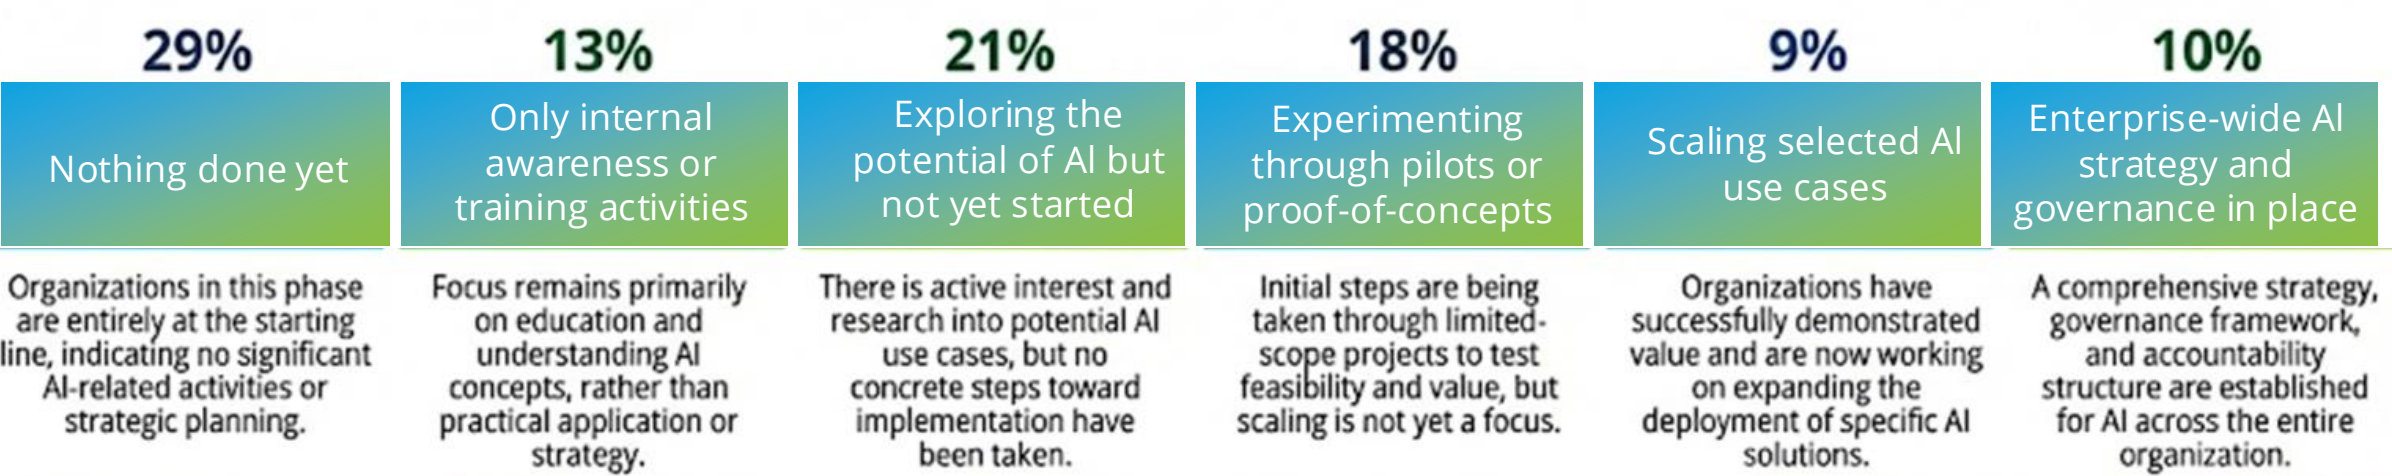 29%
Nothing done yet
Organizations in this phase
are entirely at the starting
line, indicating no significant
AI-related activities or
strategic planning.
13%
Only internal
awareness or
training activities
Focus remains primarily
on education and
understanding AI
concepts, rather than
practical application or
strategy.
21%
Exploring the
potential of AI but
not yet started
There is active interest and
research into potential AI
use cases, but no
concrete steps toward
implementation have
been taken.
18%
Experimenting
through pilots or
proof-of-concepts
Initial steps are being
taken through limited-
scope projects to test
feasibility and value, but
scaling is not yet a focus.
9%
Scaling selected AI
use cases
Organizations have
successfully demonstrated
value and are now working
on expanding the
deployment of specific AI
solutions.
10%
Enterprise-wide AI
strategy and
governance in place
A comprehensive strategy,
governance framework,
and accountability
structure are established
for AI across the entire
organization.